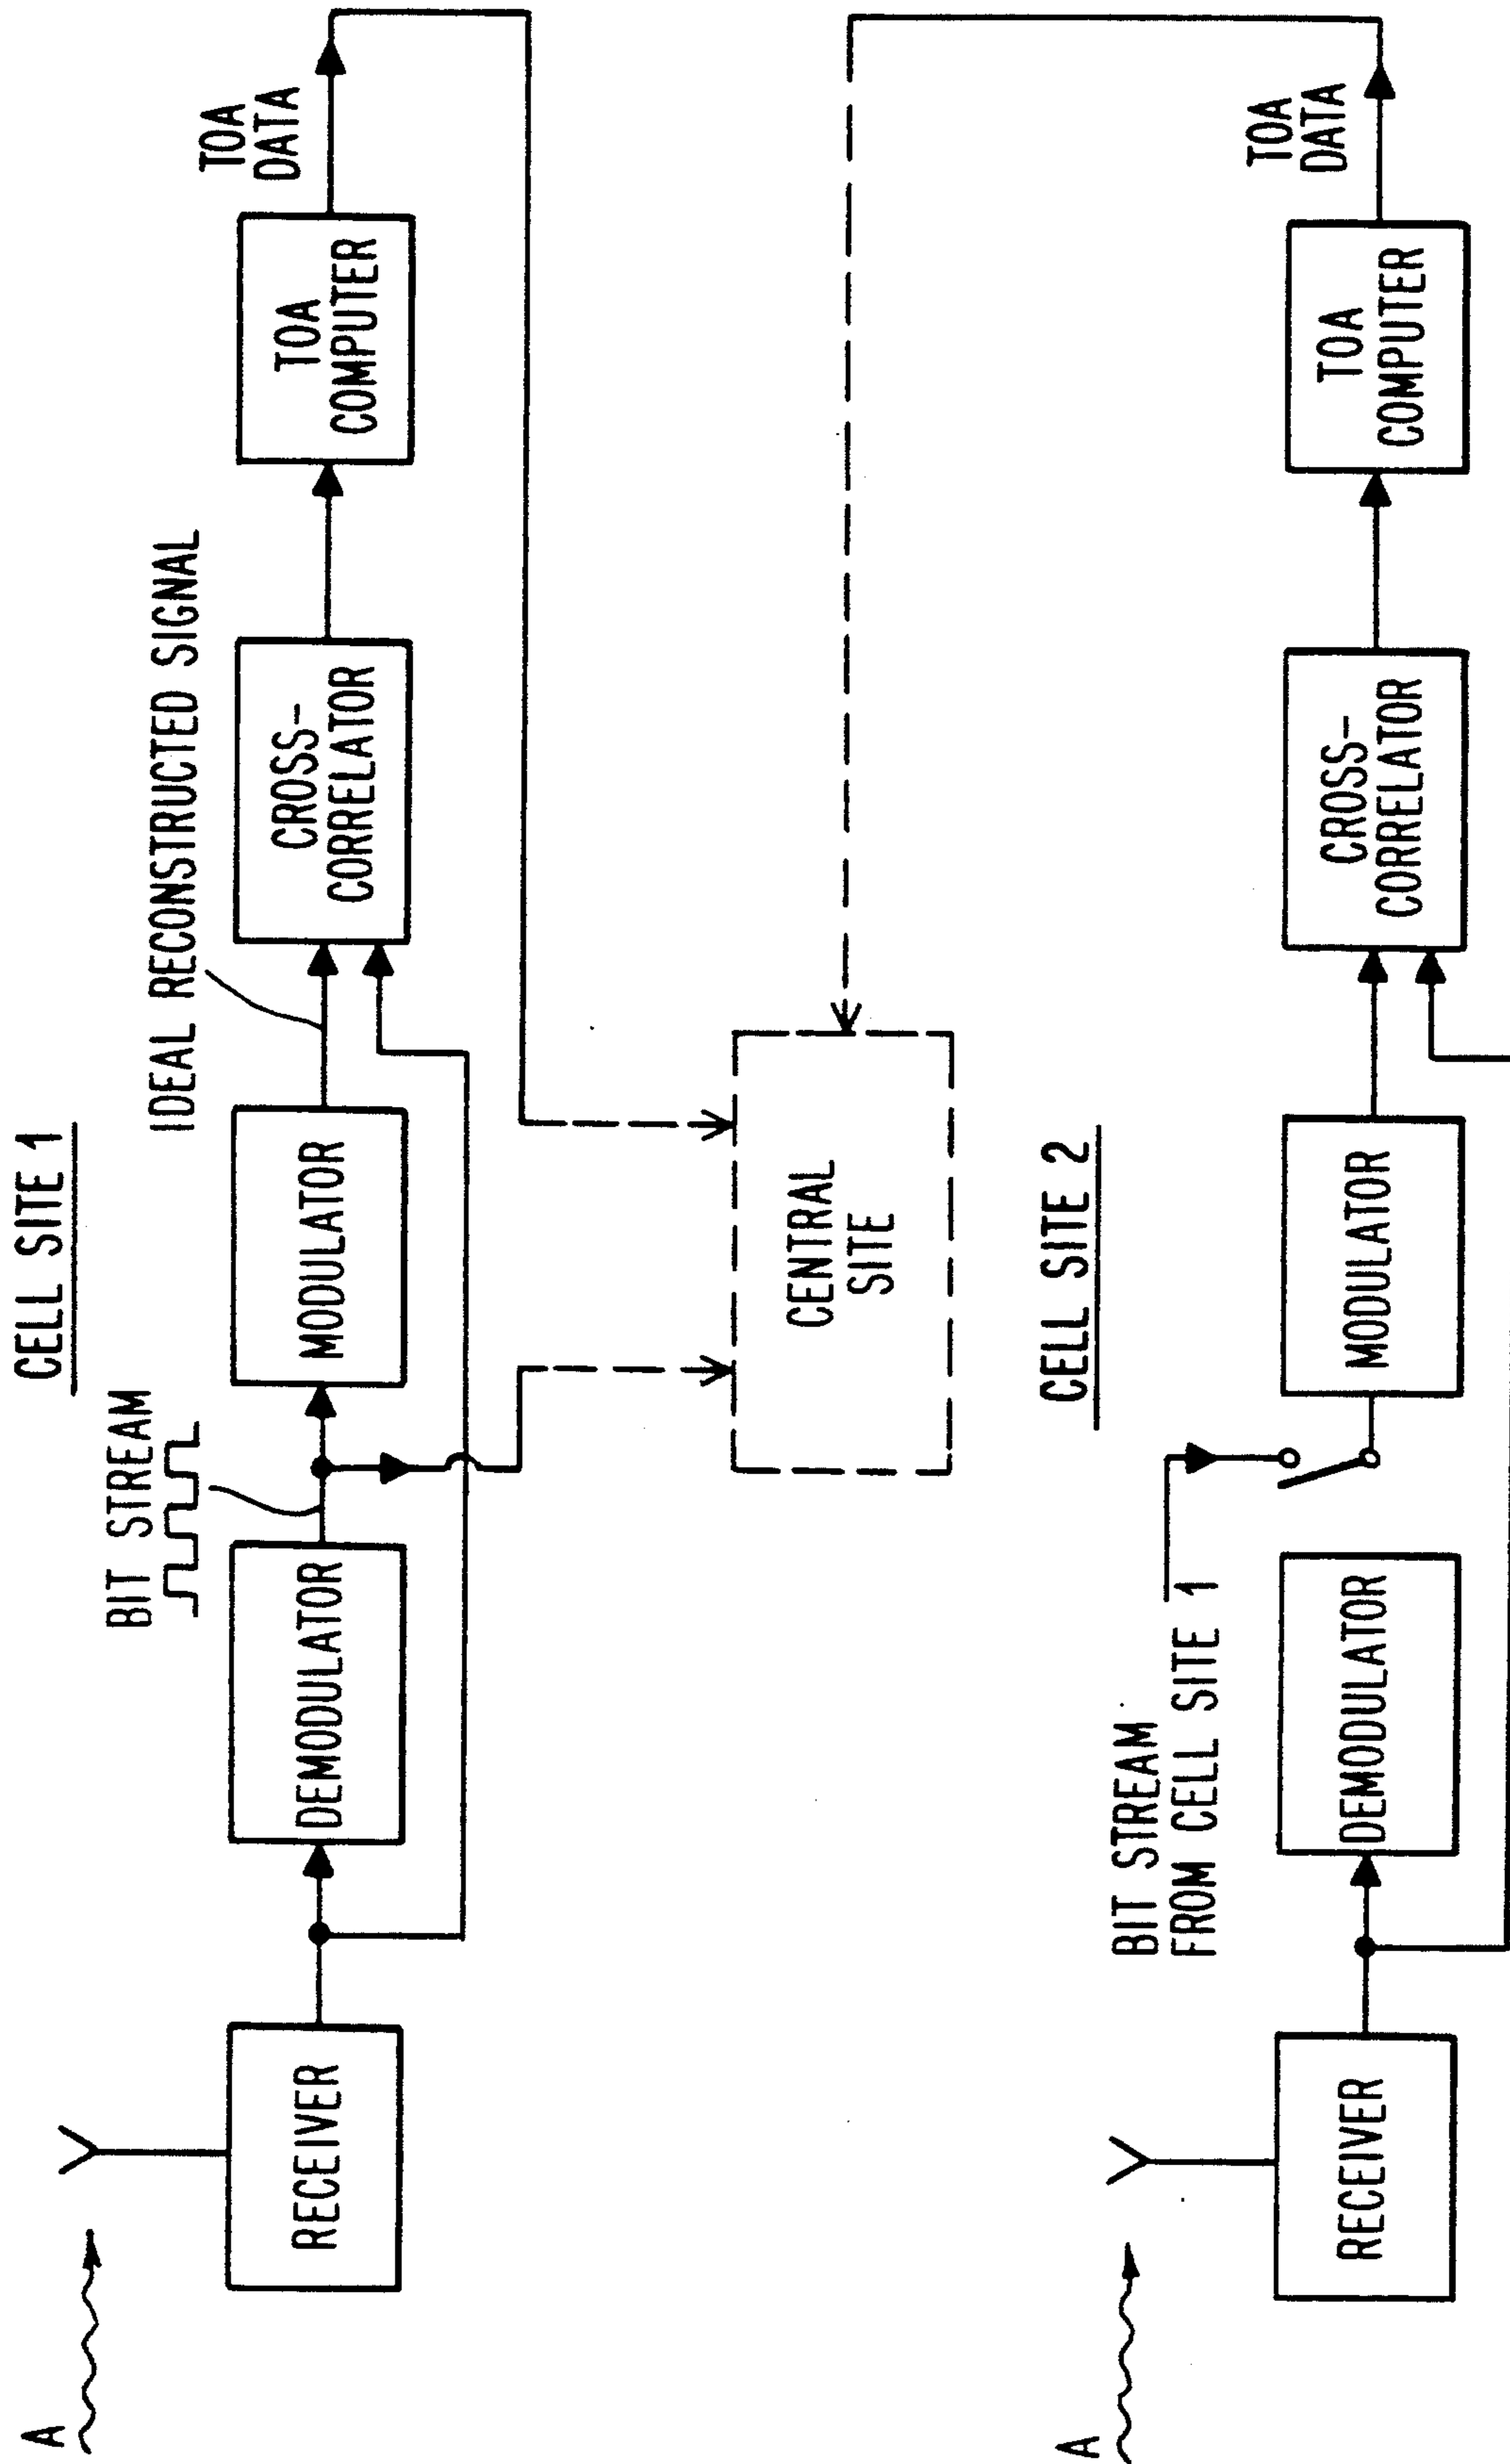 CELL SITE 1
A
RECEIVER
DEMODULATOR
BIT STREAM
MODULATOR
IDEAL RECONSTRUCTED SIGNAL
CROSS-
CORRELATOR
TOA
COMPUTER
TOA
DATA
CENTRAL
SITE
CELL SITE 2
A
RECEIVER
DEMODULATOR
BIT STREAM
FROM CELL SITE 1
MODULATOR
CROSS-
CORRELATOR
TOA
COMPUTER
TOA
DATA